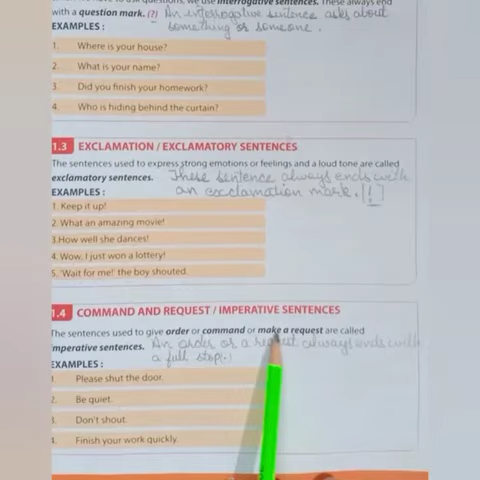 we use interrogative sentences. These always end
with a question mark. (?) An interrogative sentence asks about
something or someone.
EXAMPLES :
1. Where is your house?
2. What is your name?
3. Did you finish your homework?
4. Who is hiding behind the curtain?
1.3 EXCLAMATION / EXCLAMATORY SENTENCES
The sentences used to express strong emotions or feelings and a loud tone are called
exclamatory sentences. These sentence always ends with
an exclamation mark. [!]
EXAMPLES :
1. Keep it up!
2. What an amazing movie!
3.How well she dances!
4. Wow, I just won a lottery!
5. 'Wait for me!' the boy shouted.
1.4 COMMAND AND REQUEST / IMPERATIVE SENTENCES
The sentences used to give order or command or make a request are called
imperative sentences. An order or a request always ends with
a full stop.
EXAMPLES :
1. Please shut the door.
2. Be quiet.
3. Don't shout.
4. Finish your work quickly.